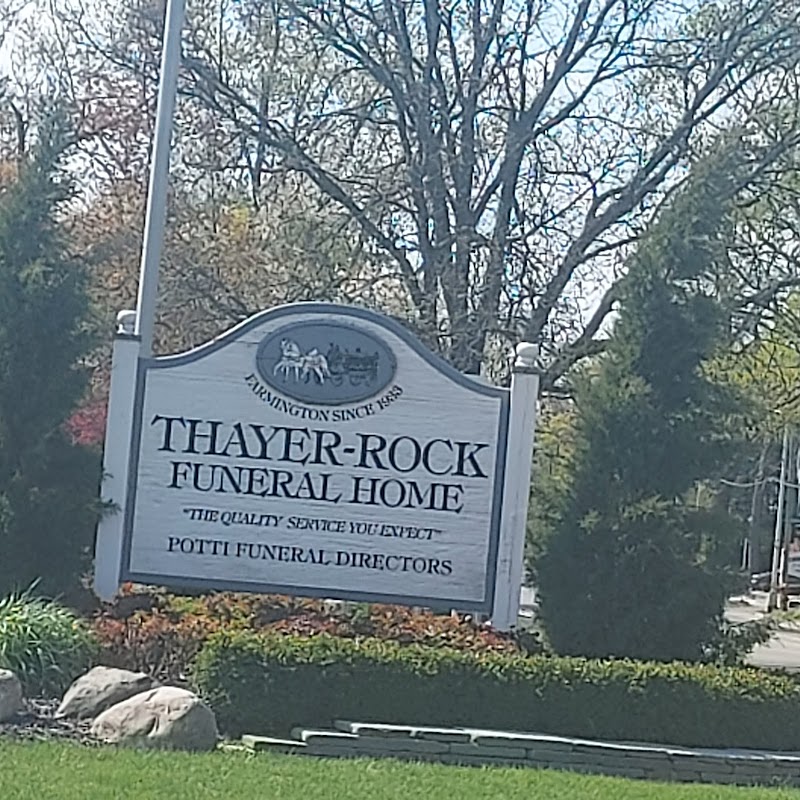 FARMINGTON SINCE 1933
THAYER-ROCK
FUNERAL HOME
"THE QUALITY SERVICE YOU EXPECT"
POTTI FUNERAL DIRECTORS